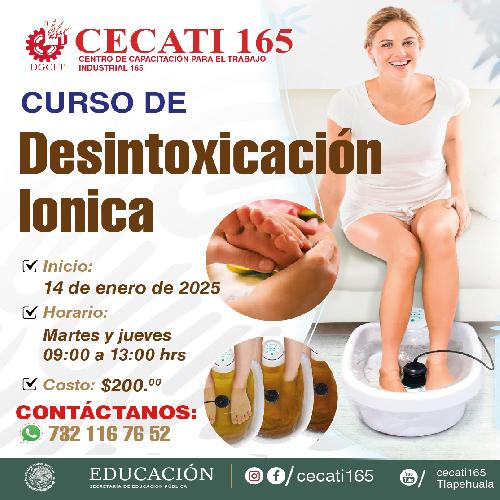 DGCFT
CECATI 165
CENTRO DE CAPACITACIÓN PARA EL TRABAJO
INDUSTRIAL 165
CURSO DE
Desintoxicación
Ionica
Inicio:
14 de enero de 2025
Horario:
Martes y jueves
09:00 a 13:00 hrs
Costo: $200.00
CONTÁCTANOS:
732 116 76 52
EDUCACIÓN
SECRETARÍA DE EDUCACIÓN PÚBLICA
/cecati165
cecati165
Tlapehuala